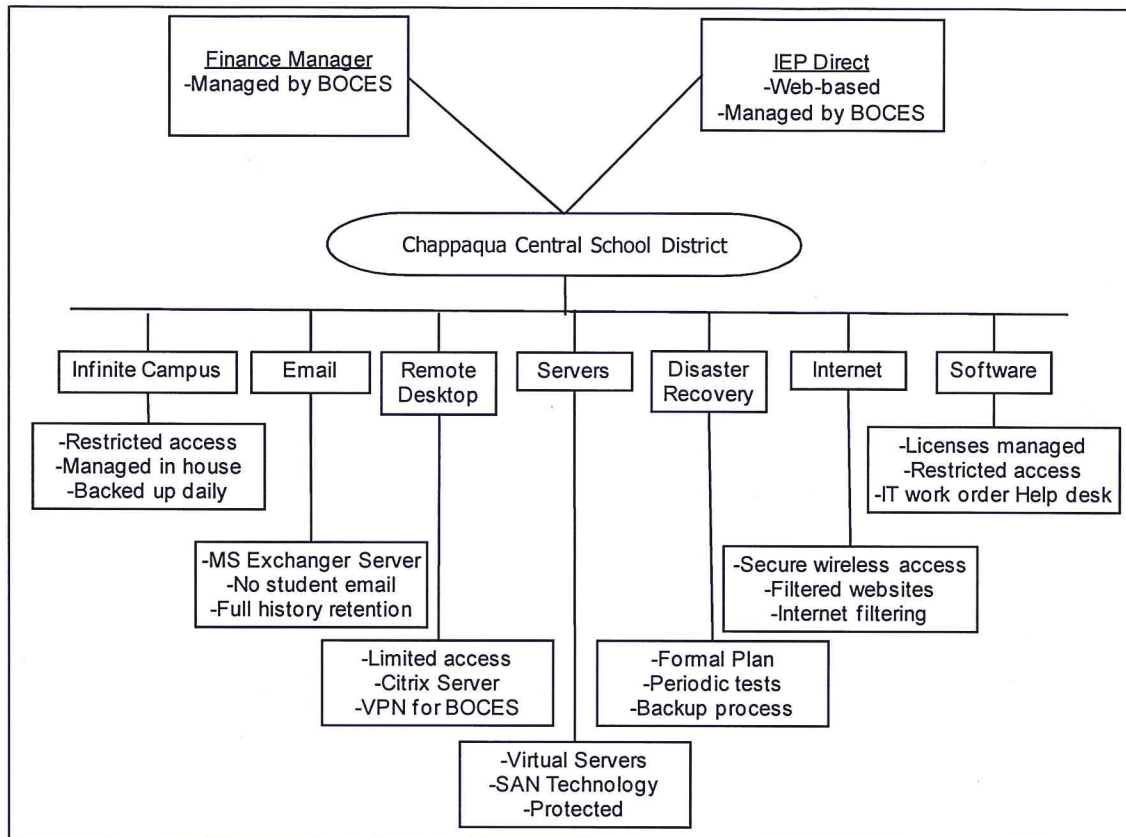 Finance Manager
-Managed by BOCES
IEP Direct
-Web-based
-Managed by BOCES
Chappaqua Central School District
Infinite Campus
Email
Remote
Desktop
Servers
Disaster
Recovery
Internet
Software
-Restricted access
-Managed in house
-Backed up daily
-Licenses managed
-Restricted access
-IT work order Help desk
-MS Exchanger Server
-No student email
-Full history retention
-Secure wireless access
-Filtered websites
-Internet filtering
-Limited access
-Citrix Server
-VPN for BOCES
-Formal Plan
-Periodic tests
-Backup process
-Virtual Servers
-SAN Technology
-Protected